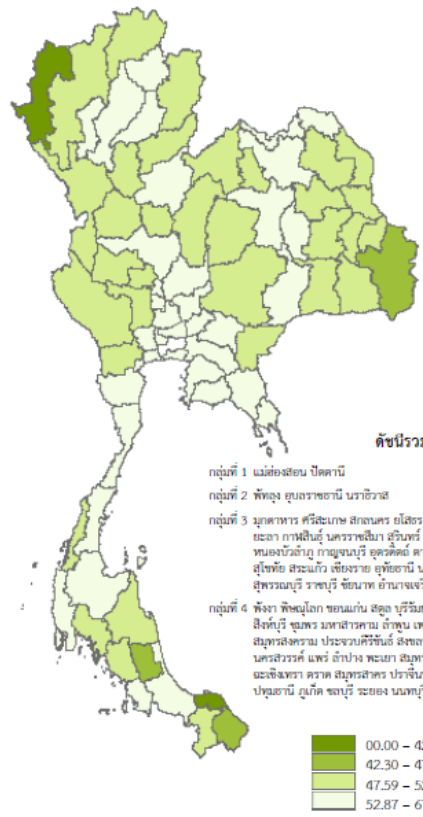 ดัชนีรวม
กลุ่มที่ 1 แม่ฮ่องสอน ปัตตานี
กลุ่มที่ 2 พัทลุง อุบลราชธานี นราธิวาส
กลุ่มที่ 3 มุกดาหาร ศรีสะเกษ สกลนคร ยโสธร
ยะลา กาฬสินธุ์ นครราชสีมา สุรินทร์
หนองบัวลำภู กาญจนบุรี อุตรดิตถ์ ตา
สุโขทัย สระแก้ว เชียงราย อุทัยธานี น
สุพรรณบุรี ราชบุรี ชัยนาท อำนาจเจริ
กลุ่มที่ 4 พังงา พิษณุโลก ขอนแก่น สตูล บุรีรัม
สิงห์บุรี ชุมพร มหาสารคาม ลำพูน เพ
สมุทรสงคราม ประจวบคีรีขันธ์ สงขล
นครสวรรค์ แพร่ ลำปาง พะเยา สมุท
ฉะเชิงเทรา ตราด สมุทรสาคร ปราจีน
ปทุมธานี ภูเก็ต ชลบุรี ระยอง นนทบุรี
00.00 – 42
42.30 – 47
47.59 – 52
52.87 – 67